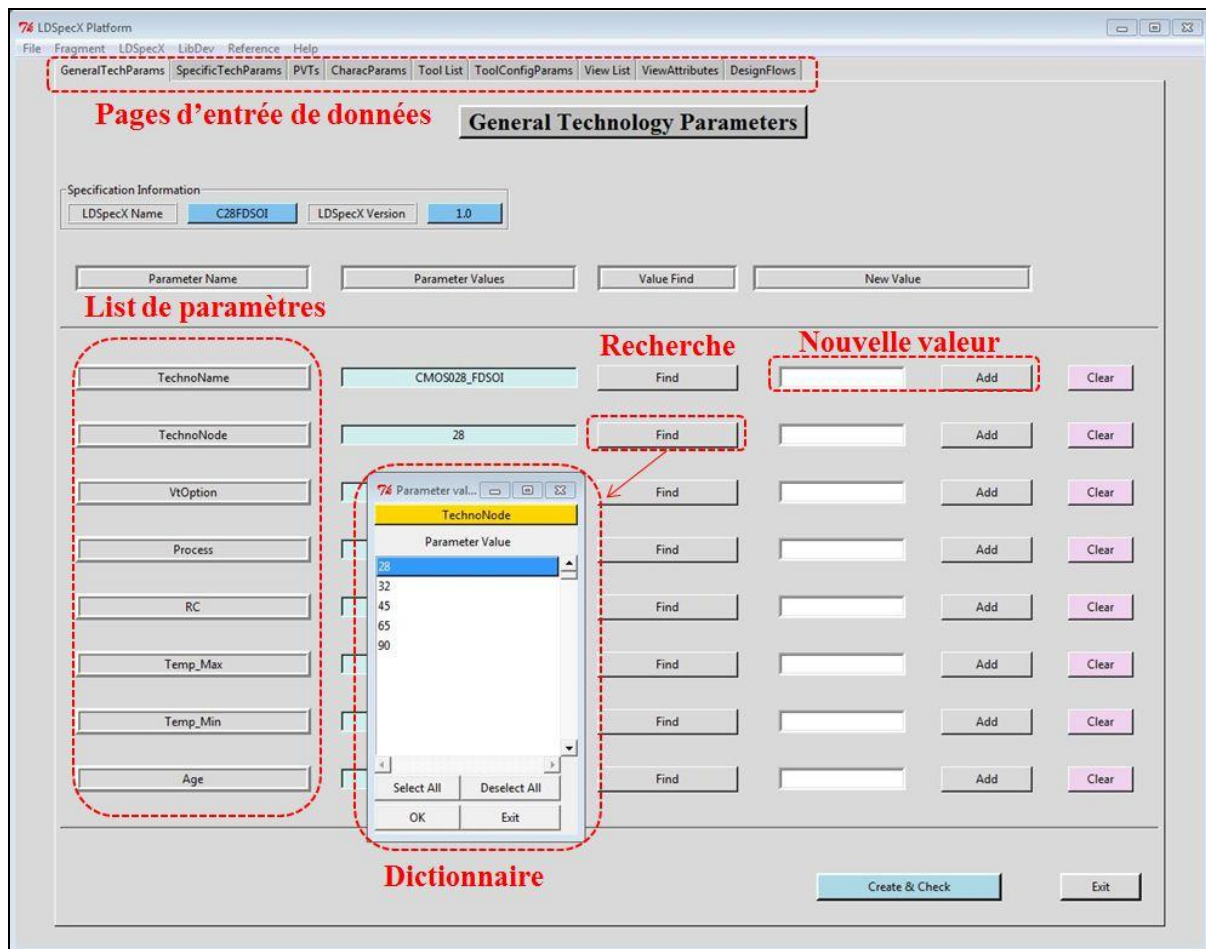 LDSpecX Platform
File Fragment LDSpecX LibDev Reference Help
GeneralTechParams SpecificTechParams PVTs CharacParams Tool List ToolConfigParams View List ViewAttributes DesignFlows
Pages d'entrée de données
General Technology Parameters
Specification Information
LDSpecX Name C28FDSOI LDSpecX Version 1.0
Parameter Name Parameter Values Value Find New Value
List de paramètres
Recherche Nouvelle valeur
TechnoName CMOS028_FDSOI Find Add Clear
TechnoNode 28 Find Add Clear
VtOption Find Add Clear
Process Find Add Clear
RC Find Add Clear
Temp_Max Find Add Clear
Temp_Min Find Add Clear
Age Find Add Clear
Parameter val...
TechnoNode
Parameter Value
28
32
45
65
90
Select All Deselect All
OK Exit
Dictionnaire
Create & Check Exit